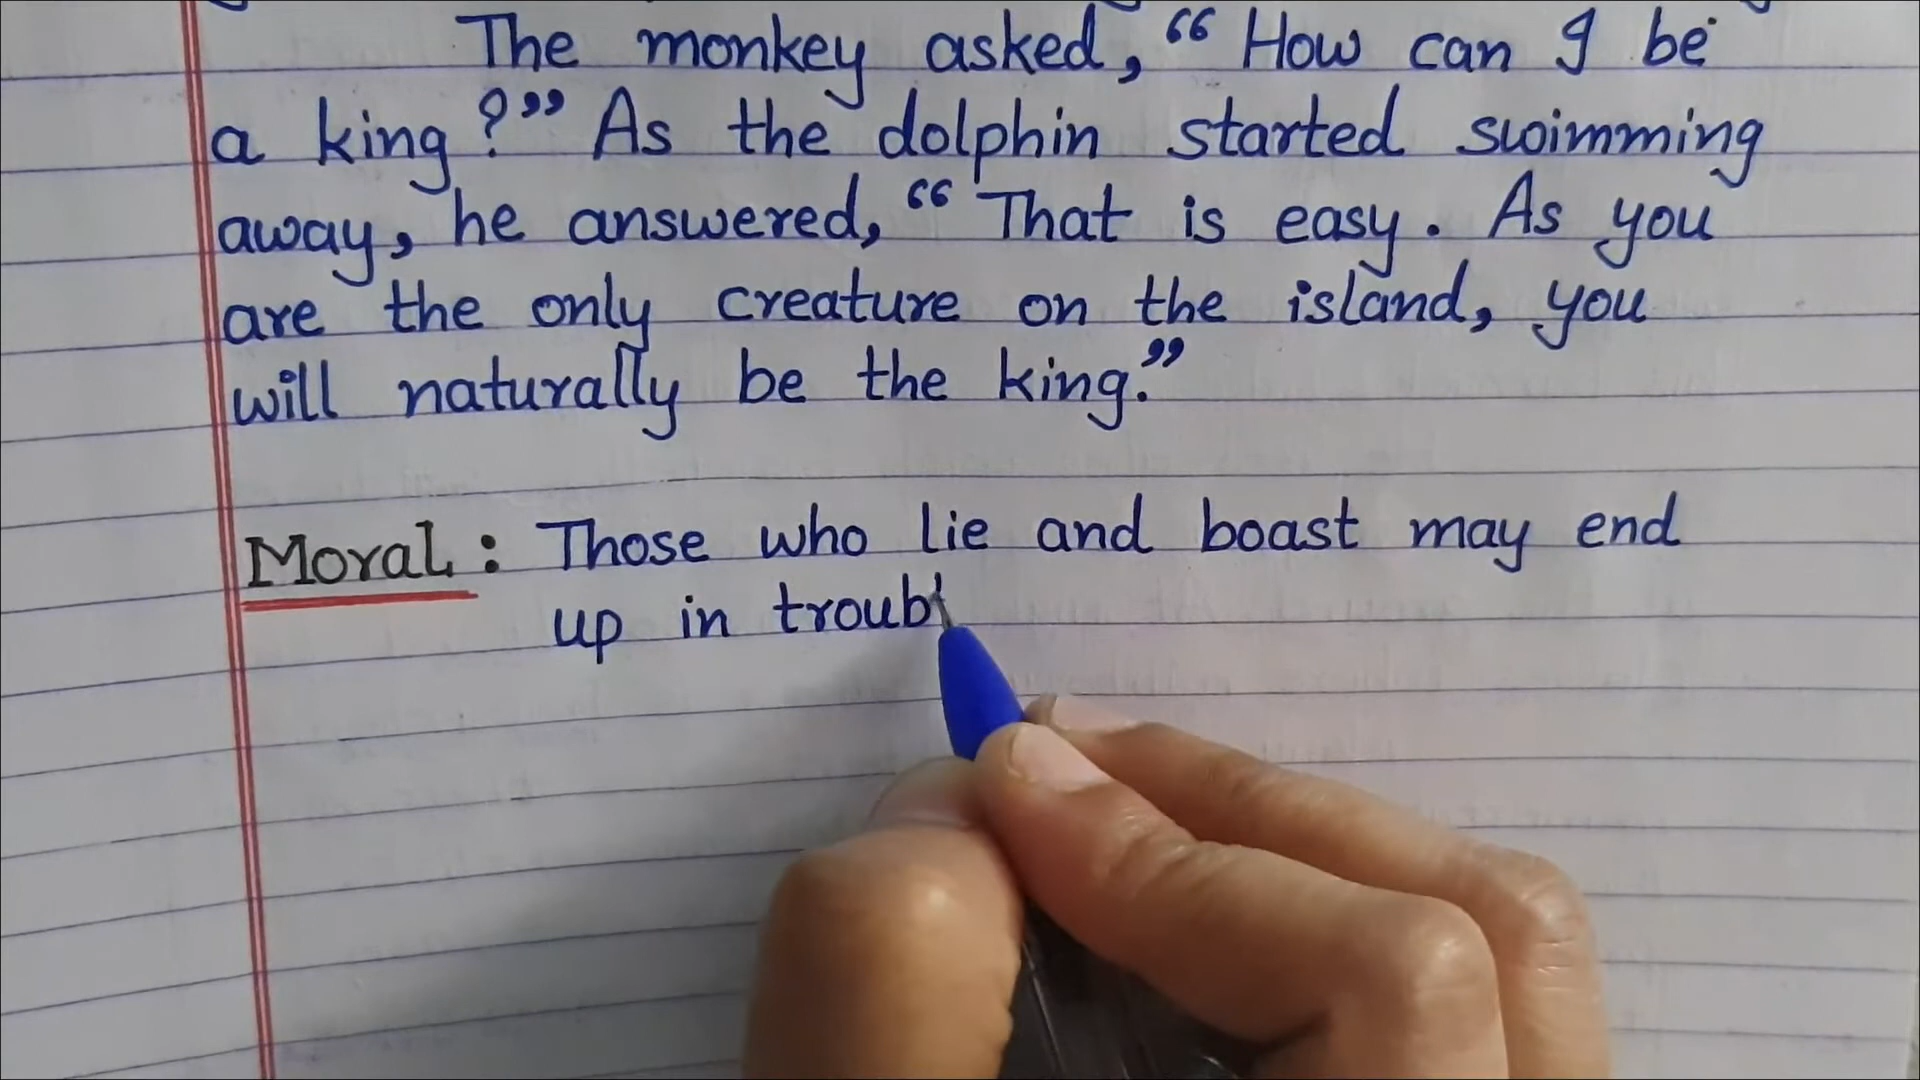 The monkey asked, “How can I be
a king?” As the dolphin started swimming
away, he answered, “That is easy. As you
are the only creature on the island, you
will naturally be the king.”
Moral: Those who lie and boast may end
up in troubl